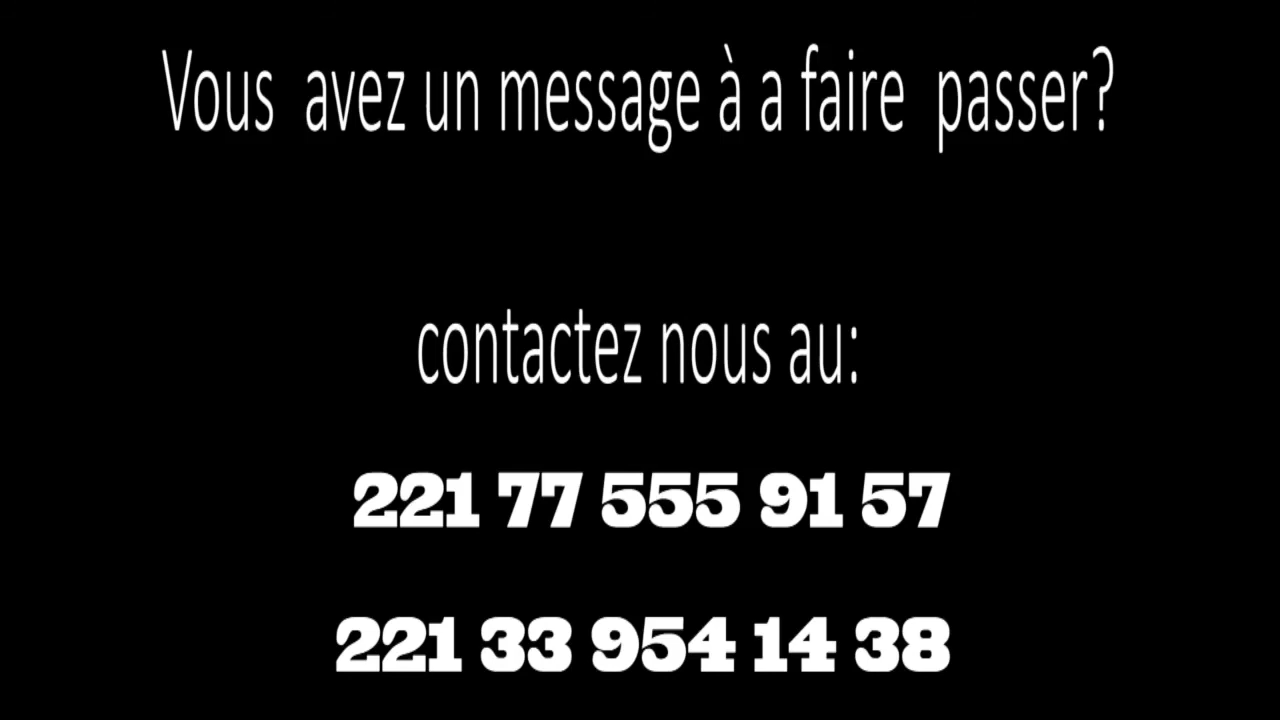 Vous avez un message à a faire passer?
contactez nous au:
221 77 555 91 57
221 33 954 14 38